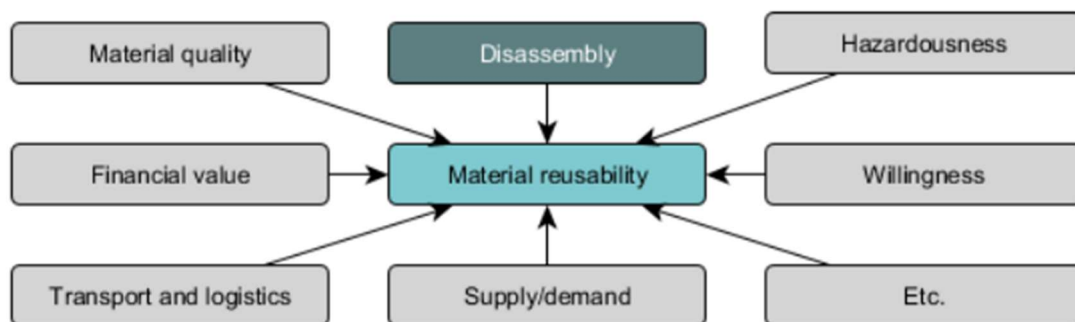 Material quality
Disassembly
Hazardousness
Financial value
Material reusability
Willingness
Transport and logistics
Supply/demand
Etc.